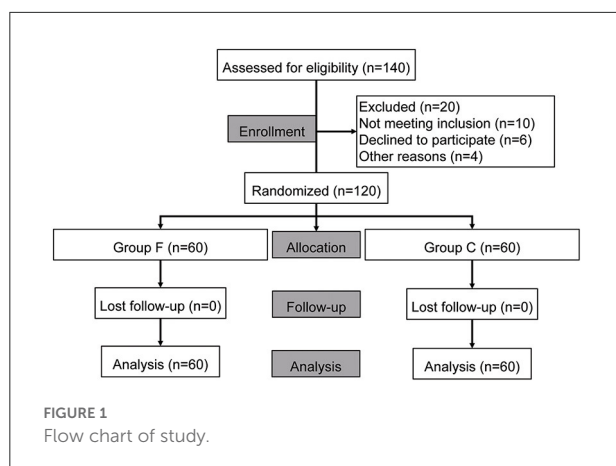 Assessed for eligibility (n=140)
Excluded (n=20)
Not meeting inclusion (n=10)
Declined to participate (n=6)
Other reasons (n=4)
Enrollment
Randomized (n=120)
Group F (n=60)
Allocation
Group C (n=60)
Lost follow-up (n=0)
Follow-up
Lost follow-up (n=0)
Analysis (n=60)
Analysis
Analysis (n=60)
FIGURE 1
Flow chart of study.